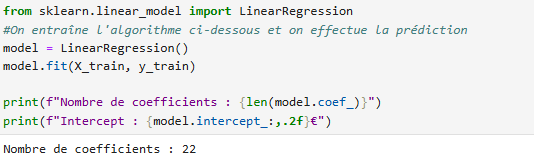 from sklearn.linear_model import LinearRegression
#On entraîne l'algorithme ci-dessous et on effectue la prédiction
model = LinearRegression()
model.fit(X_train, y_train)
print(f"Nombre de coefficients : {len(model.coef_)}")
print(f"Intercept : {model.intercept_:,.2f}€")
Nombre de coefficients : 22